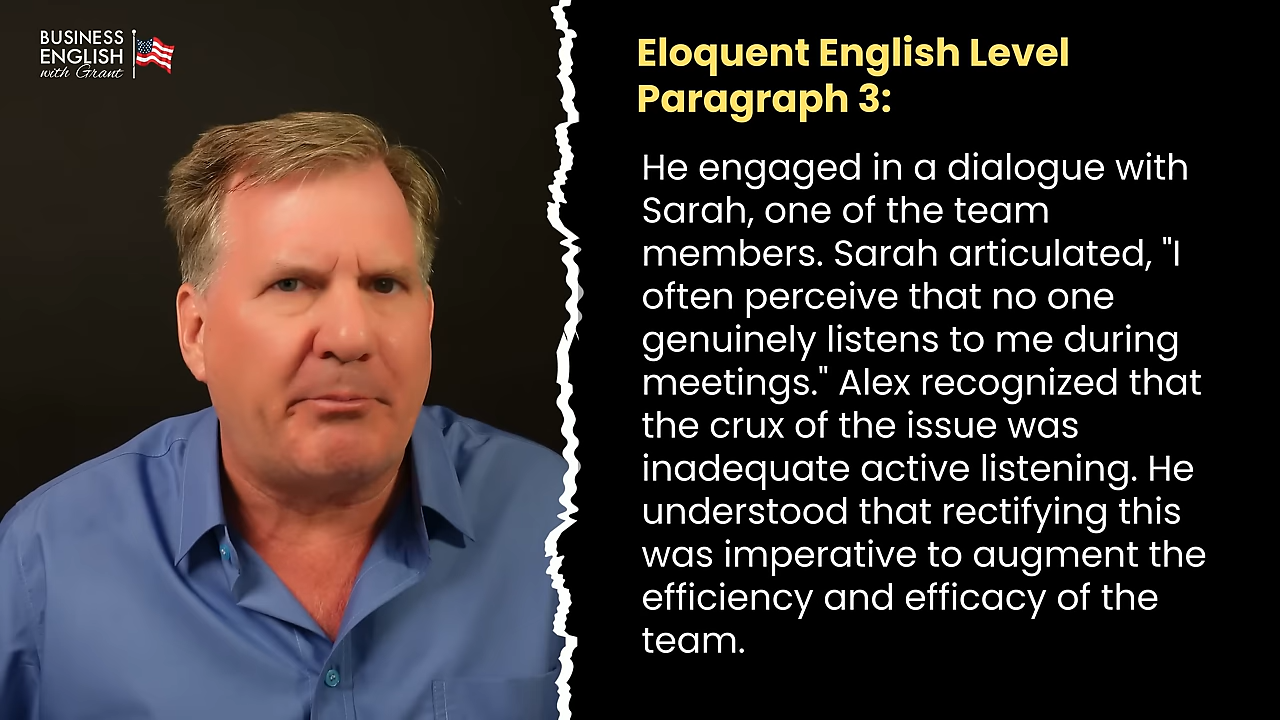 BUSINESS
ENGLISH
with Grant
Eloquent English Level
Paragraph 3:
He engaged in a dialogue with
Sarah, one of the team
members. Sarah articulated, "I
often perceive that no one
genuinely listens to me during
meetings." Alex recognized that
the crux of the issue was
inadequate active listening. He
understood that rectifying this
was imperative to augment the
efficiency and efficacy of the
team.